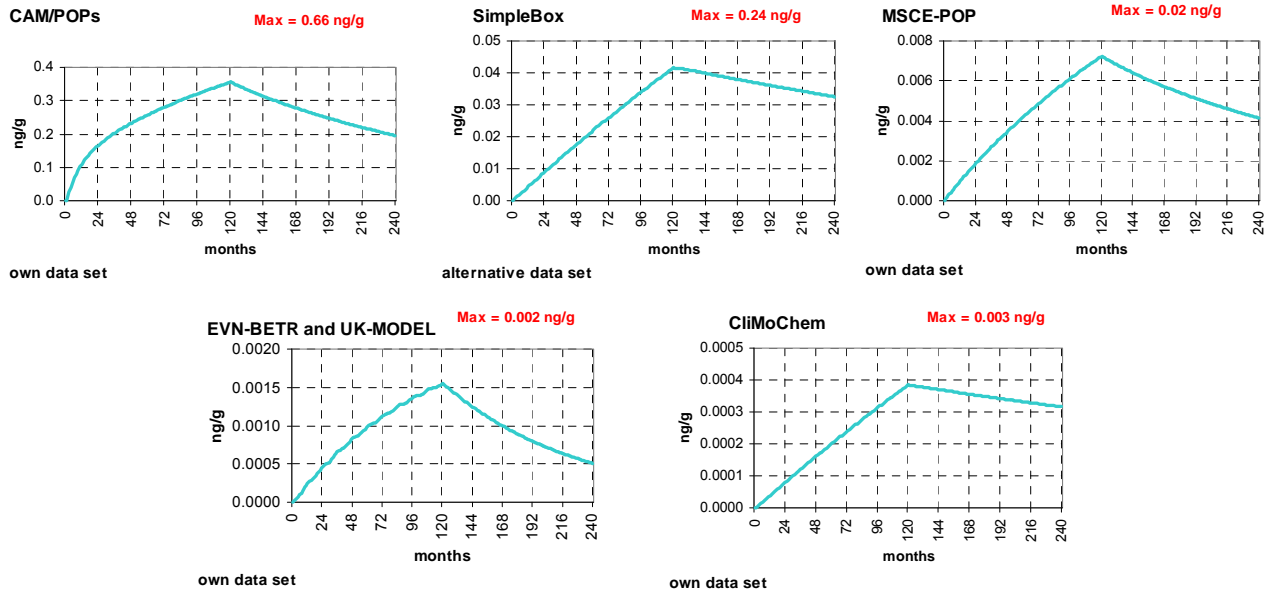 CAM/POPs
Max = 0.66 ng/g
0.4
0.3
0.2
0.1
0.0
ng/g
0 24 48 72 96 120 144 168 192 216 240
months
own data set
SimpleBox
Max = 0.24 ng/g
0.05
0.04
0.03
0.02
0.01
0.00
ng/g
0 24 48 72 96 120 144 168 192 216 240
months
alternative data set
MSCE-POP
Max = 0.02 ng/g
0.008
0.006
0.004
0.002
0.000
ng/g
0 24 48 72 96 120 144 168 192 216 240
months
own data set
EVN-BETR and UK-MODEL
Max = 0.002 ng/g
0.0020
0.0015
0.0010
0.0005
0.0000
ng/g
0 24 48 72 96 120 144 168 192 216 240
months
own data set
CliMoChem
Max = 0.003 ng/g
0.0005
0.0004
0.0003
0.0002
0.0001
0.0000
ng/g
0 24 48 72 96 120 144 168 192 216 240
months
own data set